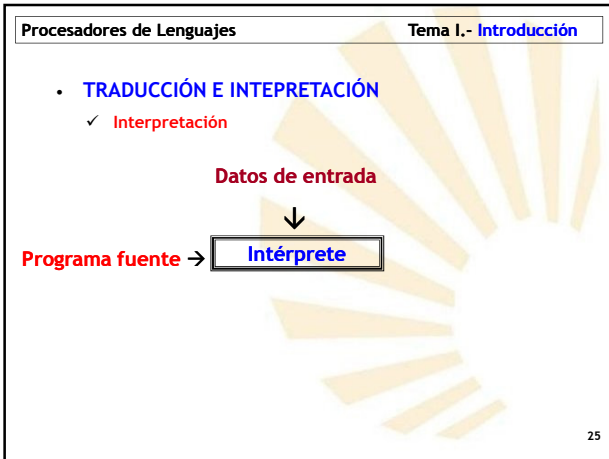 Procesadores de Lenguajes Tema I.- Introducción
• TRADUCCIÓN E INTEPRETACIÓN
✓ Interpretación
Datos de entrada
↓
Programa fuente → Intérprete
25